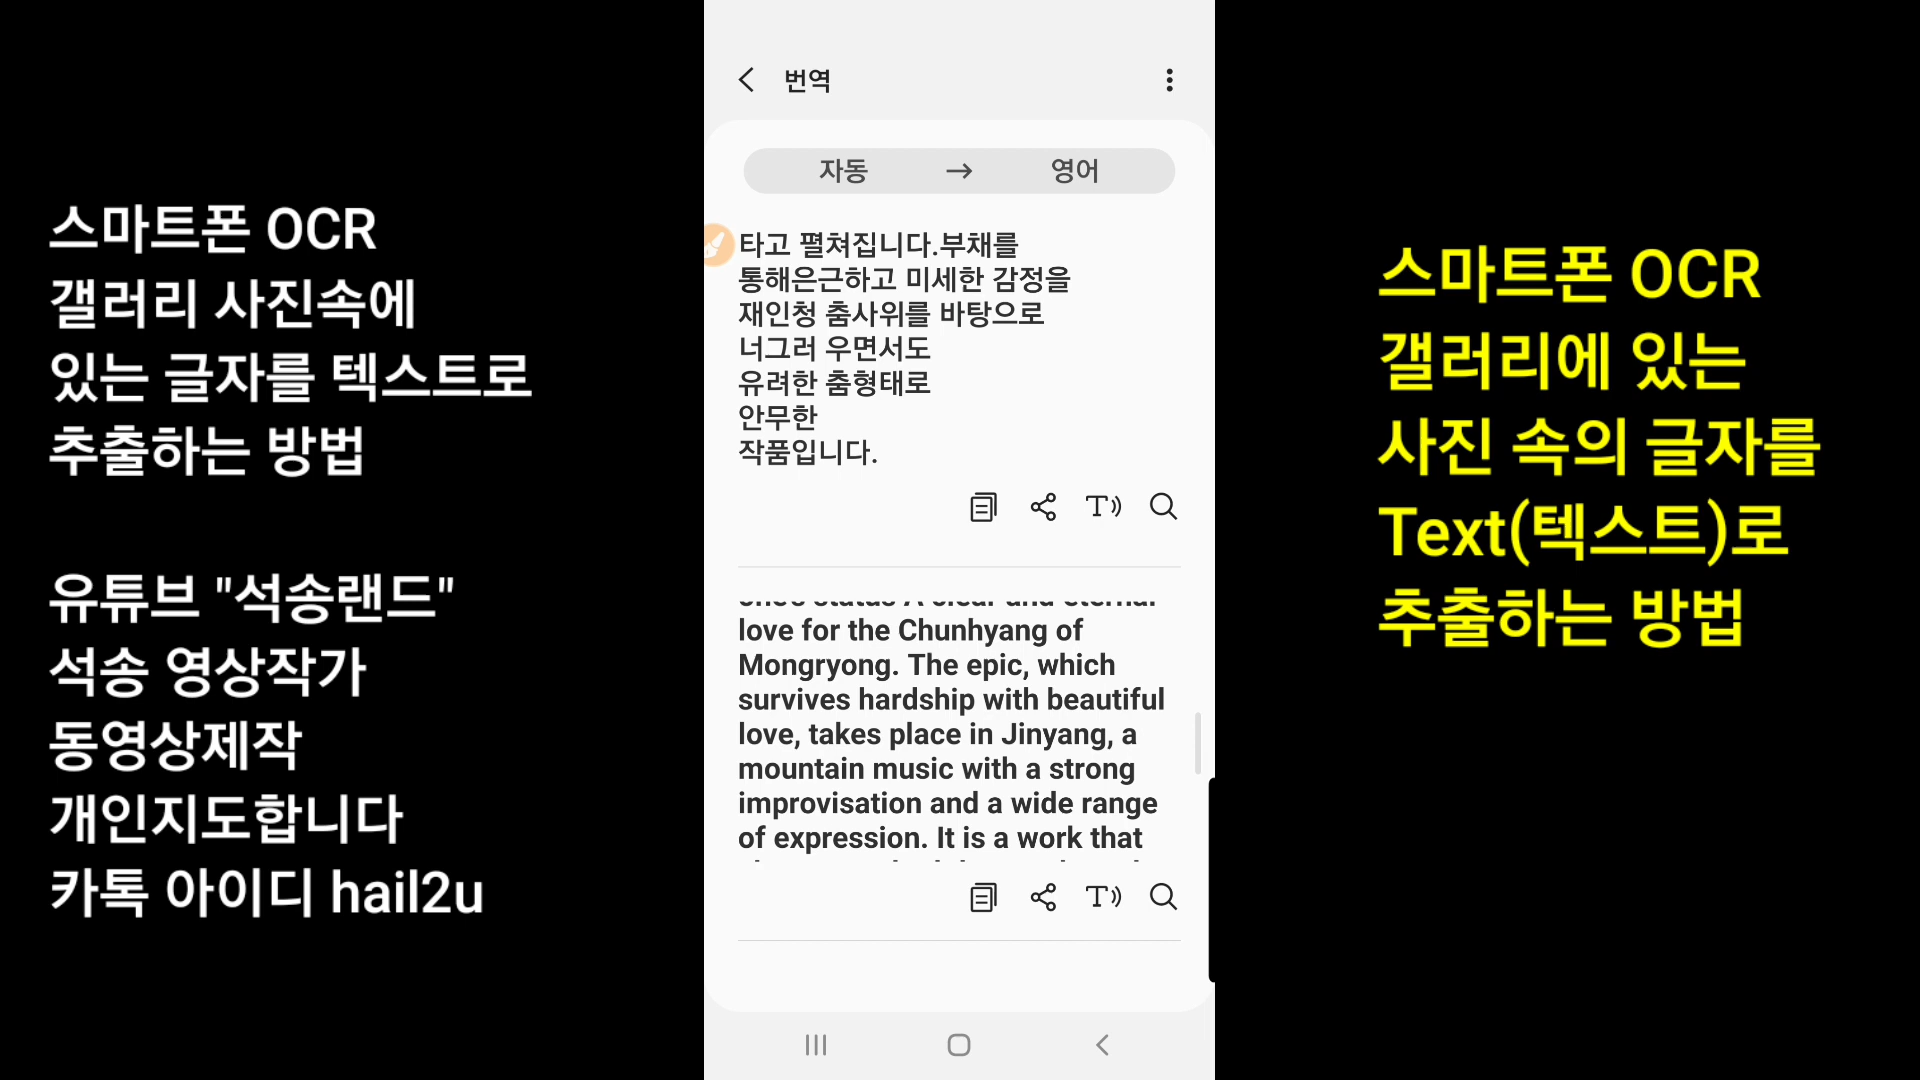 스마트폰 OCR
갤러리 사진속에
있는 글자를 텍스트로
추출하는 방법
유튜브 "석송랜드"
석송 영상작가
동영상제작
개인지도합니다
카톡 아이디 hail2u
번역
자동 → 영어
타고 펼쳐집니다.부채를
통해은근하고 미세한 감정을
재인청 춤사위를 바탕으로
너그러 우면서도
유려한 춤형태로
안무한
작품입니다.
one's status A clear and eternal
love for the Chunhyang of
Mongryong. The epic, which
survives hardship with beautiful
love, takes place in Jinyang, a
mountain music with a strong
improvisation and a wide range
of expression. It is a work that
스마트폰 OCR
갤러리에 있는
사진 속의 글자를
Text(텍스트)로
추출하는 방법